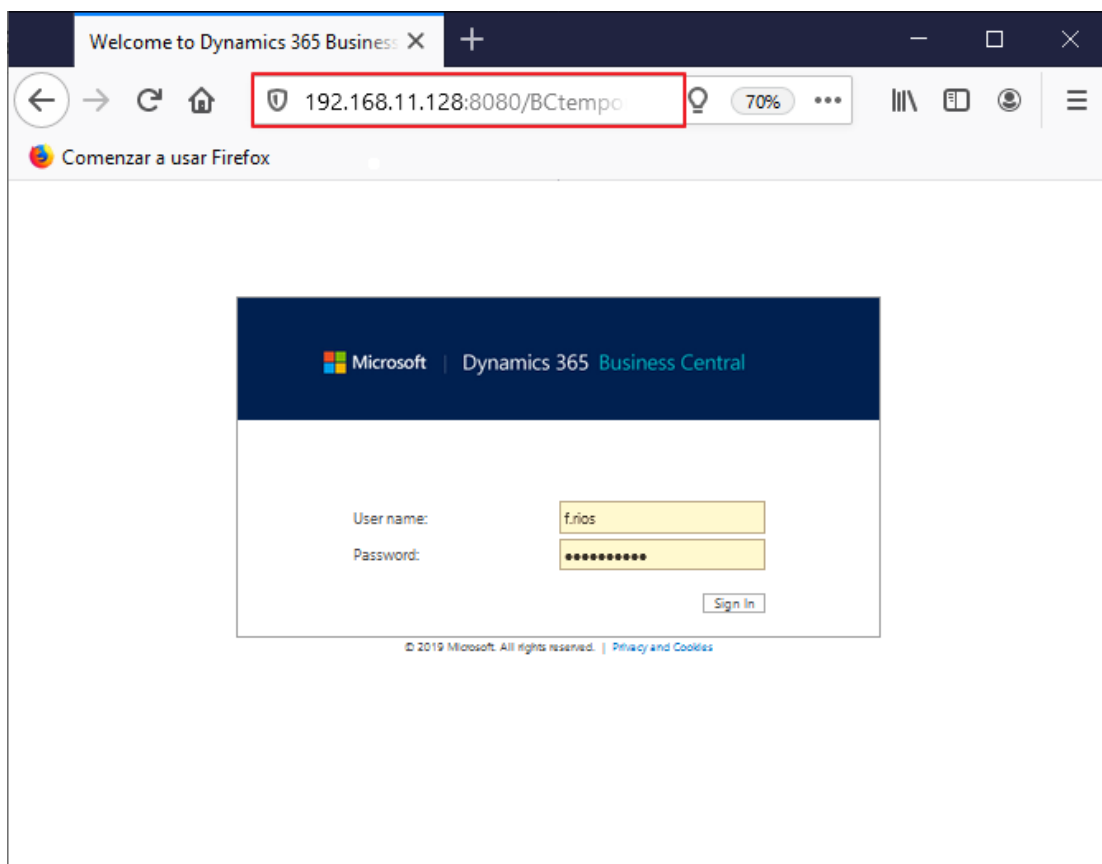 Welcome to Dynamics 365 Business
192.168.11.128:8080/BCtempo
70%
Comenzar a usar Firefox
Microsoft | Dynamics 365 Business Central
User name: f.rios
Password: ●●●●●●●●●●
Sign In
© 2019 Microsoft. All rights reserved. | Privacy and Cookies